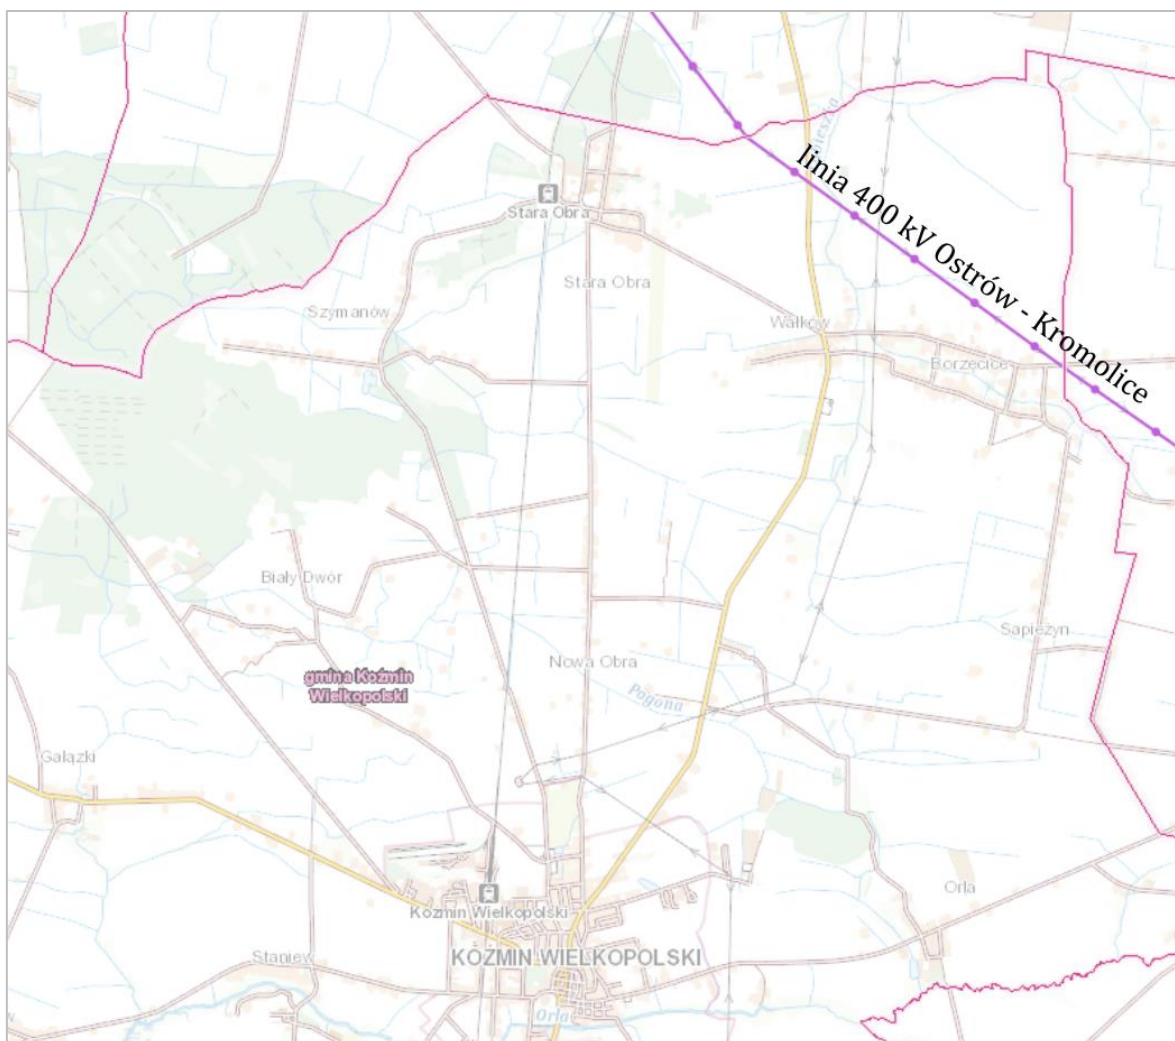 linia 400 kV Ostrów - Kromolice
Stara Obra
Stara Obra
Szymanów
Wałków
Borzęcice
Biały Dwór
Sapieżyn
Nowa Obra
gmina Koźmin
Wielkopolski
Pogona
Gałązki
Orla
Koźmin Wielkopolski
KOŹMIN WIELKOPOLSKI
Staniew
Orla